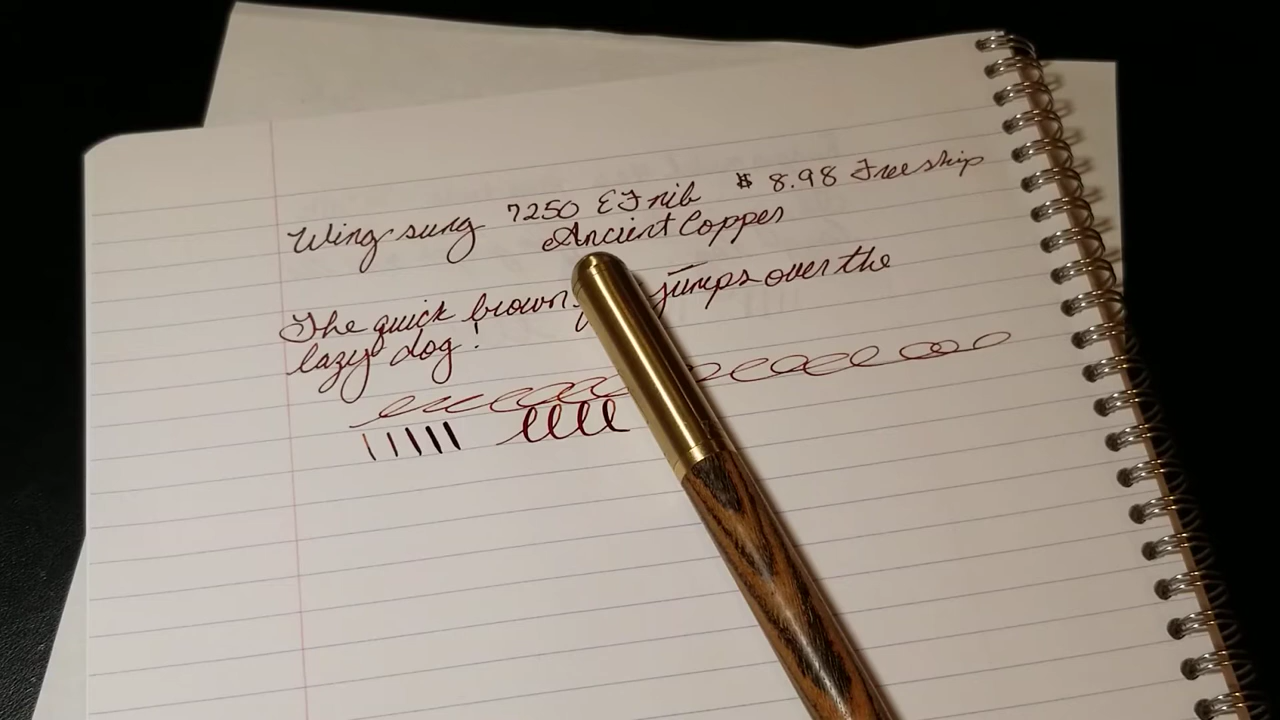 Wing sung 7250 EF nib $8.98 Free ship
Ancient Copper
The quick brown jumps over the
lazy dog!